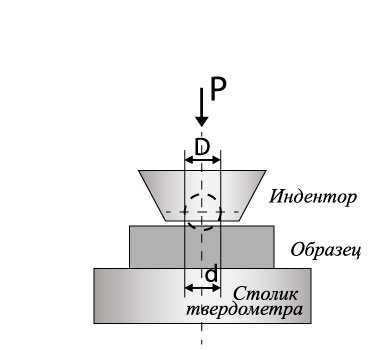 P
D
Индентор
Образец
d
Столик
твердометра